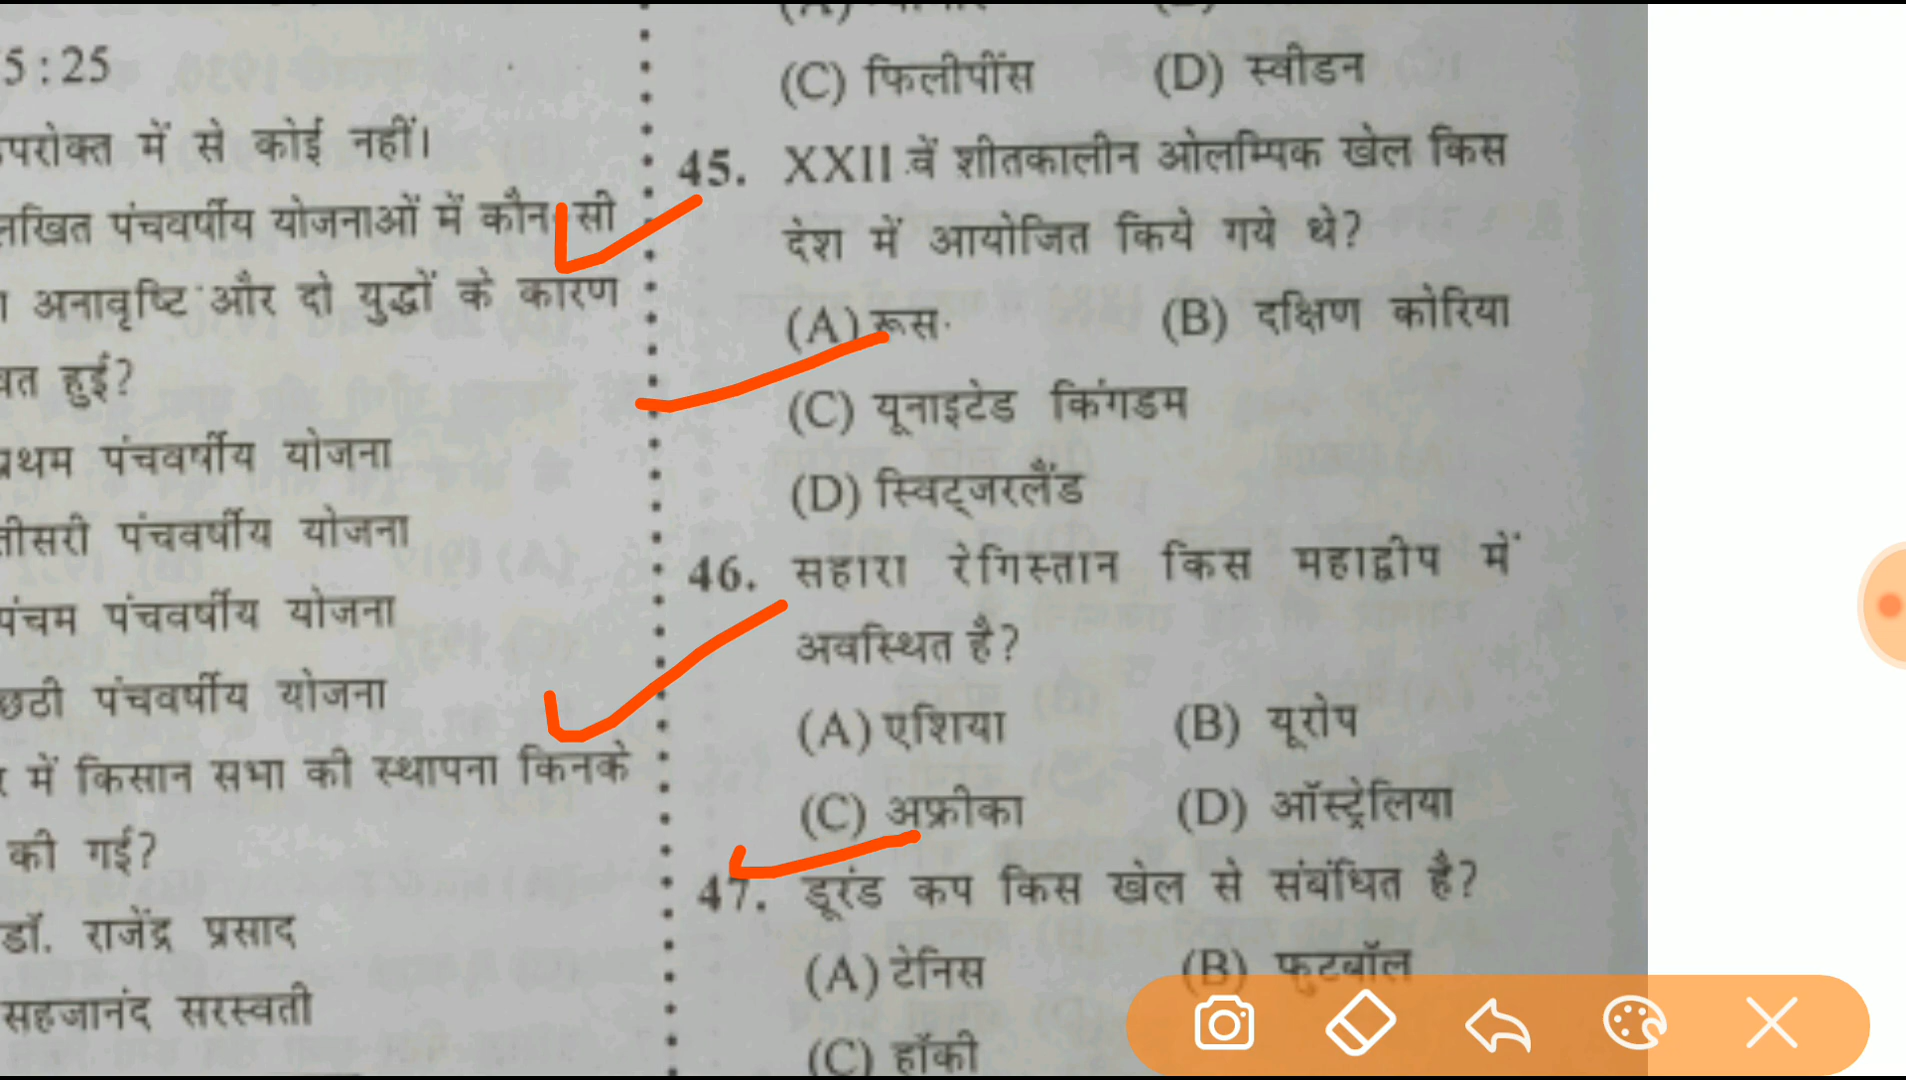 5 : 25
में से कोई नहीं।
पंचवर्षीय योजनाओं में कौन सी
अनावृष्टि और दो युद्धों के कारण
हुई?
पंचवर्षीय योजना
तीसरी पंचवर्षीय योजना
पंचम पंचवर्षीय योजना
छठी पंचवर्षीय योजना
में किसान सभा की स्थापना किनके
की गई?
डॉ. राजेंद्र प्रसाद
सहजानंद सरस्वती
(C) फिलीपींस (D) स्वीडन
45. XXII वें शीतकालीन ओलम्पिक खेल किस
देश में आयोजित किये गये थे?
(A) रूस (B) दक्षिण कोरिया
(C) यूनाइटेड किंगडम
(D) स्विट्जरलैंड
46. सहारा रेगिस्तान किस महाद्वीप में
अवस्थित है?
(A) एशिया (B) यूरोप
(C) अफ्रीका (D) ऑस्ट्रेलिया
47. डूरंड कप किस खेल से संबंधित है?
(A) टेनिस (B) फुटबॉल
(C) हॉकी